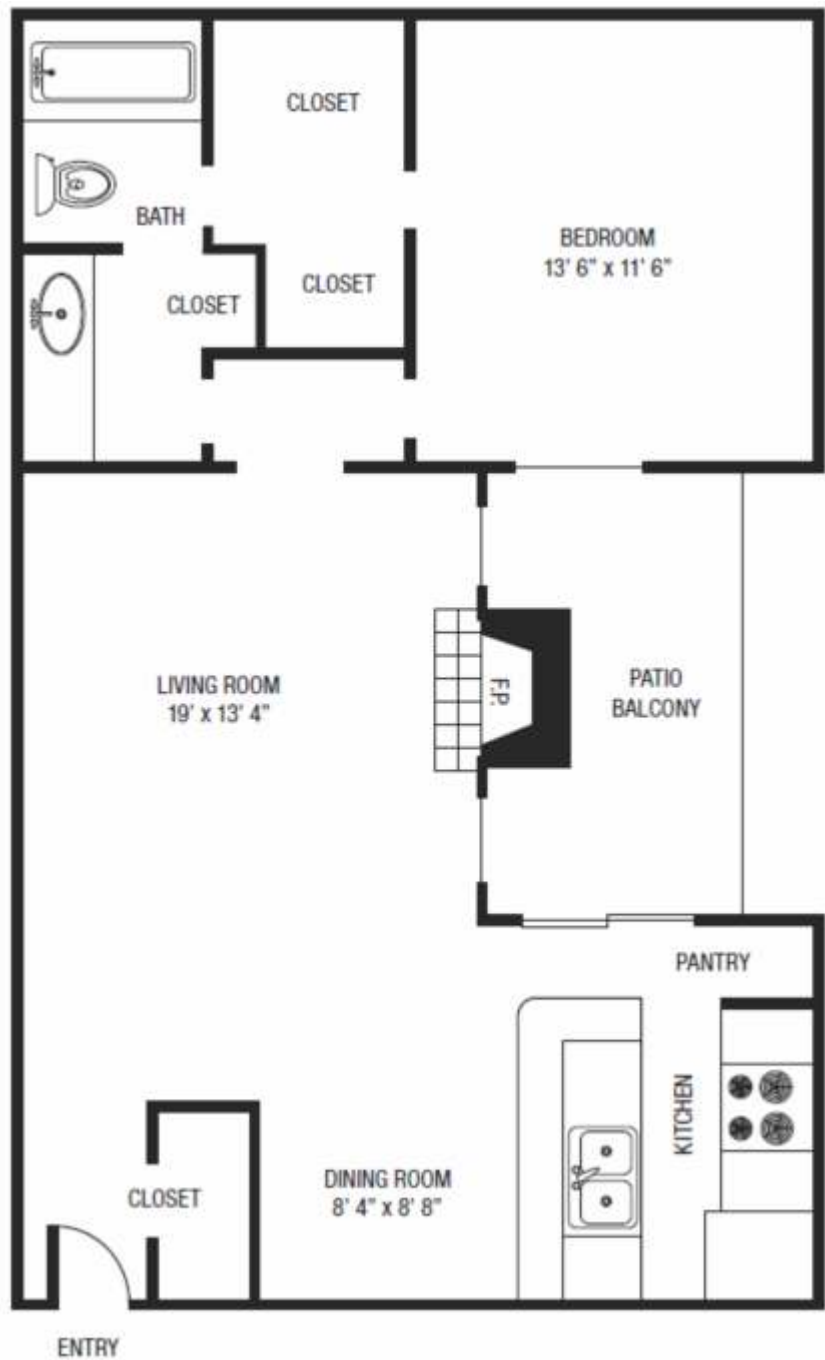 CLOSET
BATH
BEDROOM
13' 6" x 11' 6"
CLOSET
CLOSET
LIVING ROOM
19' x 13' 4"
F.P.
PATIO
BALCONY
PANTRY
KITCHEN
DINING ROOM
8' 4" x 8' 8"
CLOSET
ENTRY